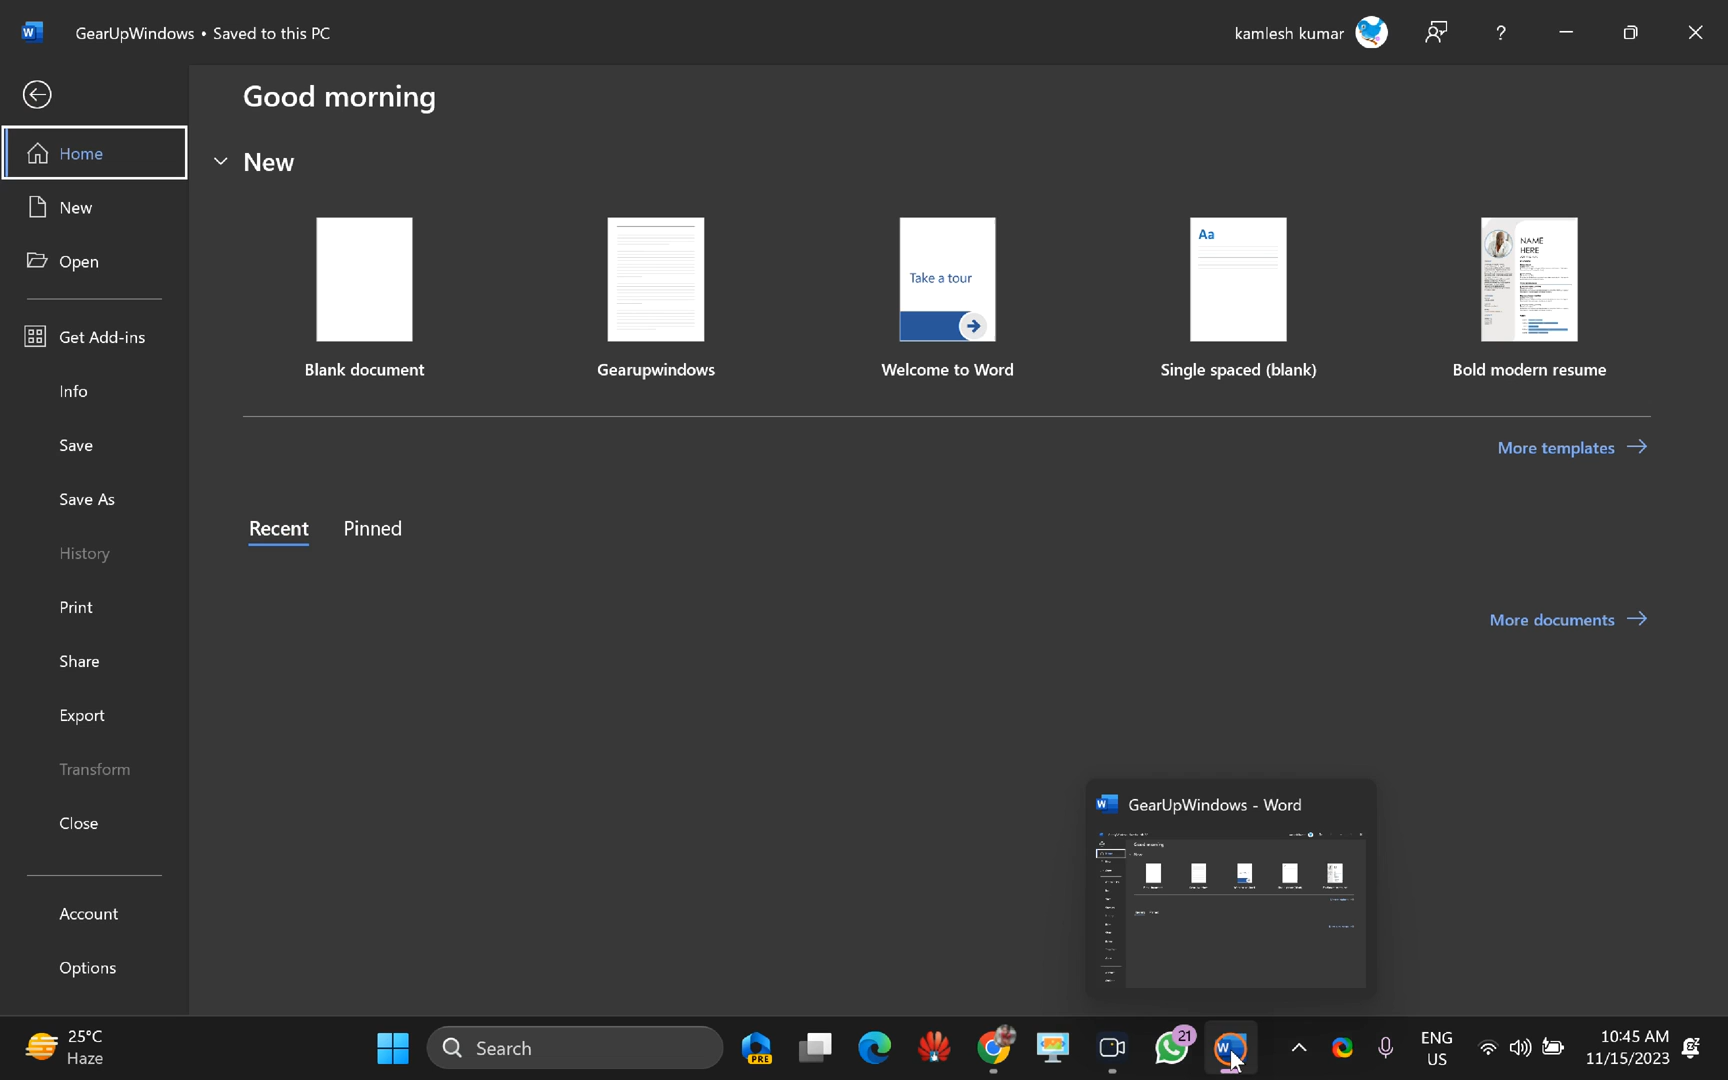 W GearUpWindows • Saved to this PC
kamlesh kumar
?
Good morning
Home
New
Open
Get Add-ins
Info
Save
Save As
History
Print
Share
Export
Transform
Close
Account
Options
New
Aa
Take a tour
NAME
HERE
Blank document
Gearupwindows
Welcome to Word
Single spaced (blank)
Bold modern resume
More templates
Recent Pinned
More documents
W GearUpWindows - Word
25°C
Haze
Search
PRE
21
W
ENG
US
10:45 AM
11/15/2023